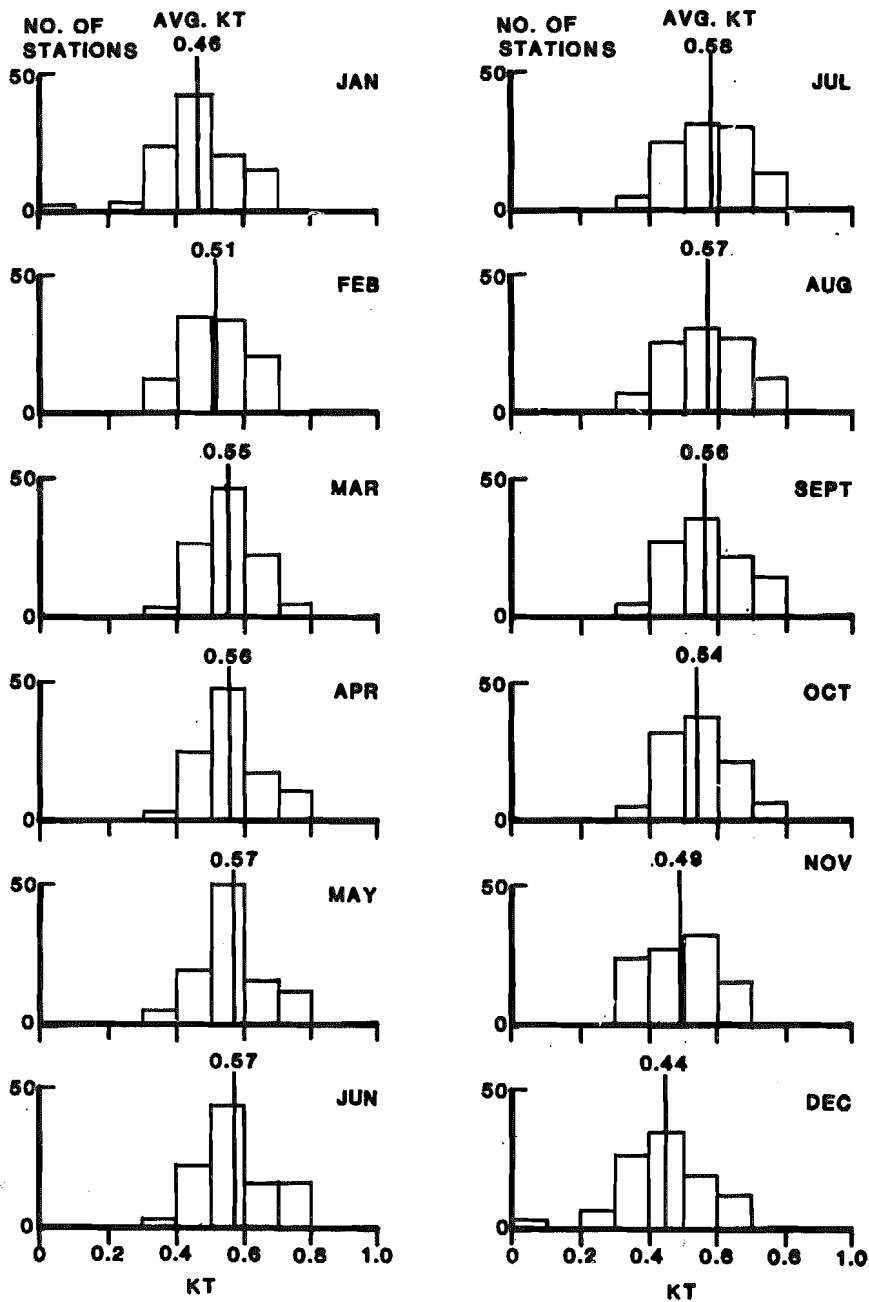 NO. OF
STATIONS
AVG. KT
0.46
50
JAN
0
0.51
50
FEB
0
0.55
50
MAR
0
0.56
50
APR
0
0.57
50
MAY
0
0.57
50
JUN
0
0 0.2 0.4 0.6 0.8 1.0
KT
NO. OF
STATIONS
AVG. KT
0.58
50
JUL
0
0.57
50
AUG
0
0.56
50
SEPT
0
0.54
50
OCT
0
0.49
50
NOV
0
0.44
50
DEC
0
0 0.2 0.4 0.6 0.8 1.0
KT